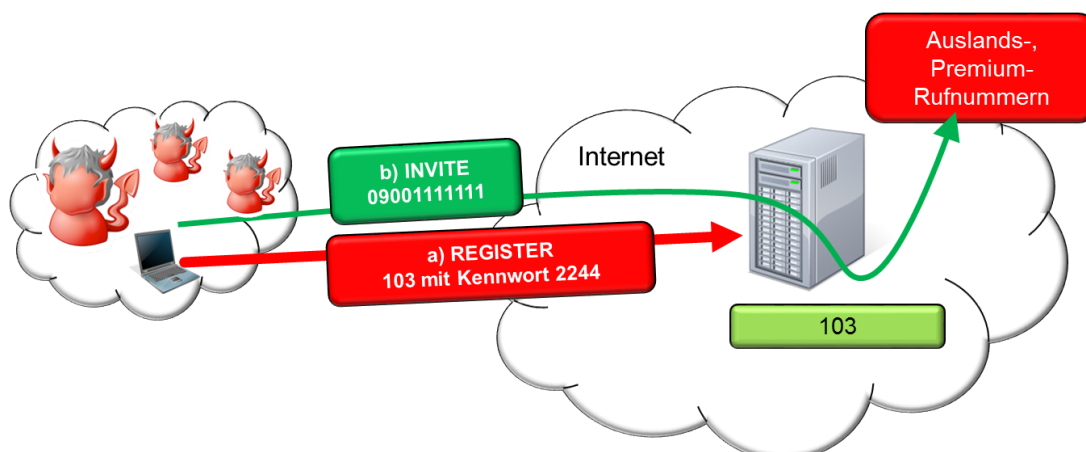 Auslands-,
Premium-
Rufnummern
Internet
b) INVITE
09001111111
a) REGISTER
103 mit Kennwort 2244
103